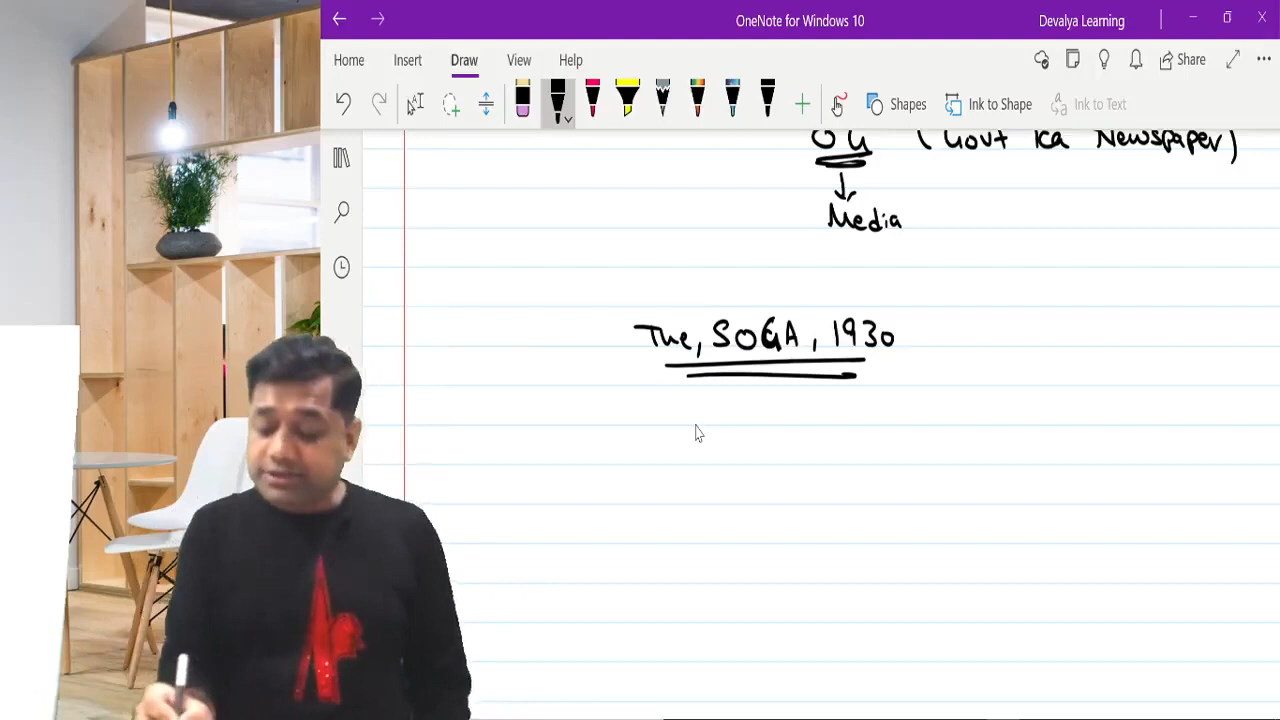 OneNote for Windows 10
Devalya Learning
Home Insert Draw View Help
Share
Shapes Ink to Shape Ink to Text
OG (Govt ka Newspaper)
Media
The, SOGA, 1930